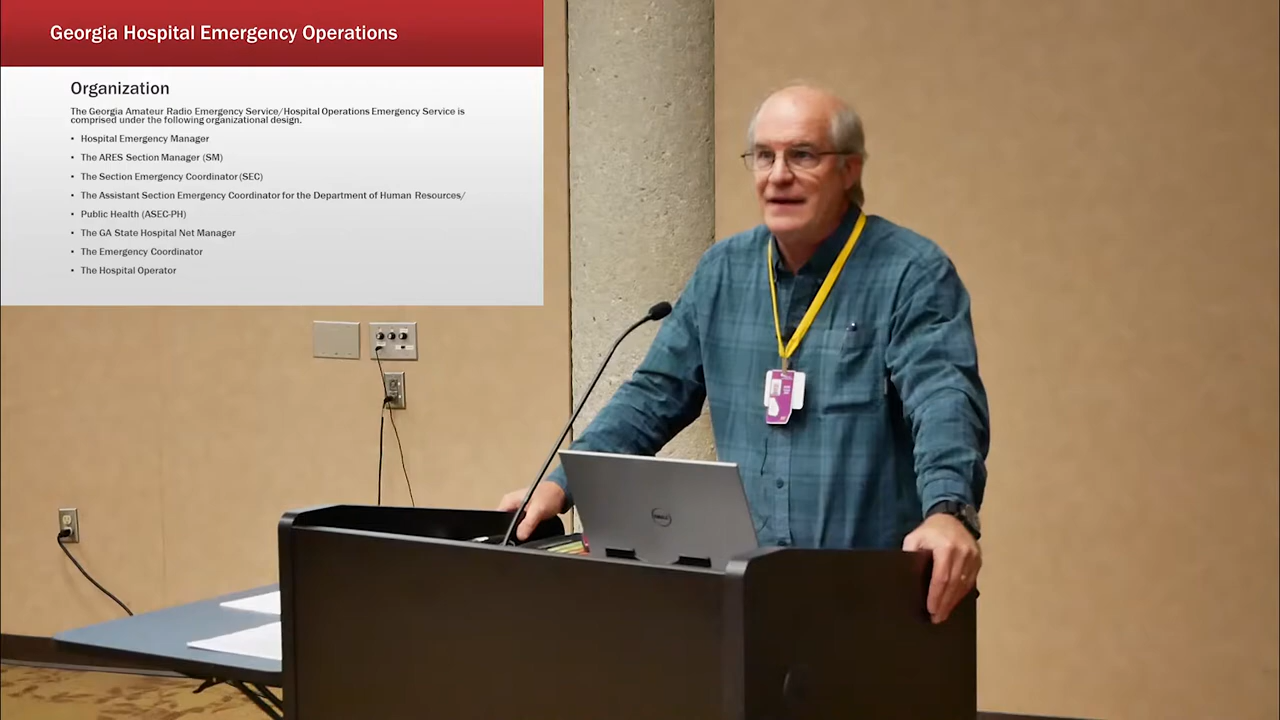 Georgia Hospital Emergency Operations
Organization
The Georgia Amateur Radio Emergency Service/Hospital Operations Emergency Service is
comprised under the following organizational design.
• Hospital Emergency Manager
• The ARES Section Manager (SM)
• The Section Emergency Coordinator (SEC)
• The Assistant Section Emergency Coordinator for the Department of Human Resources/
• Public Health (ASEC-PH)
• The GA State Hospital Net Manager
• The Emergency Coordinator
• The Hospital Operator
DELL